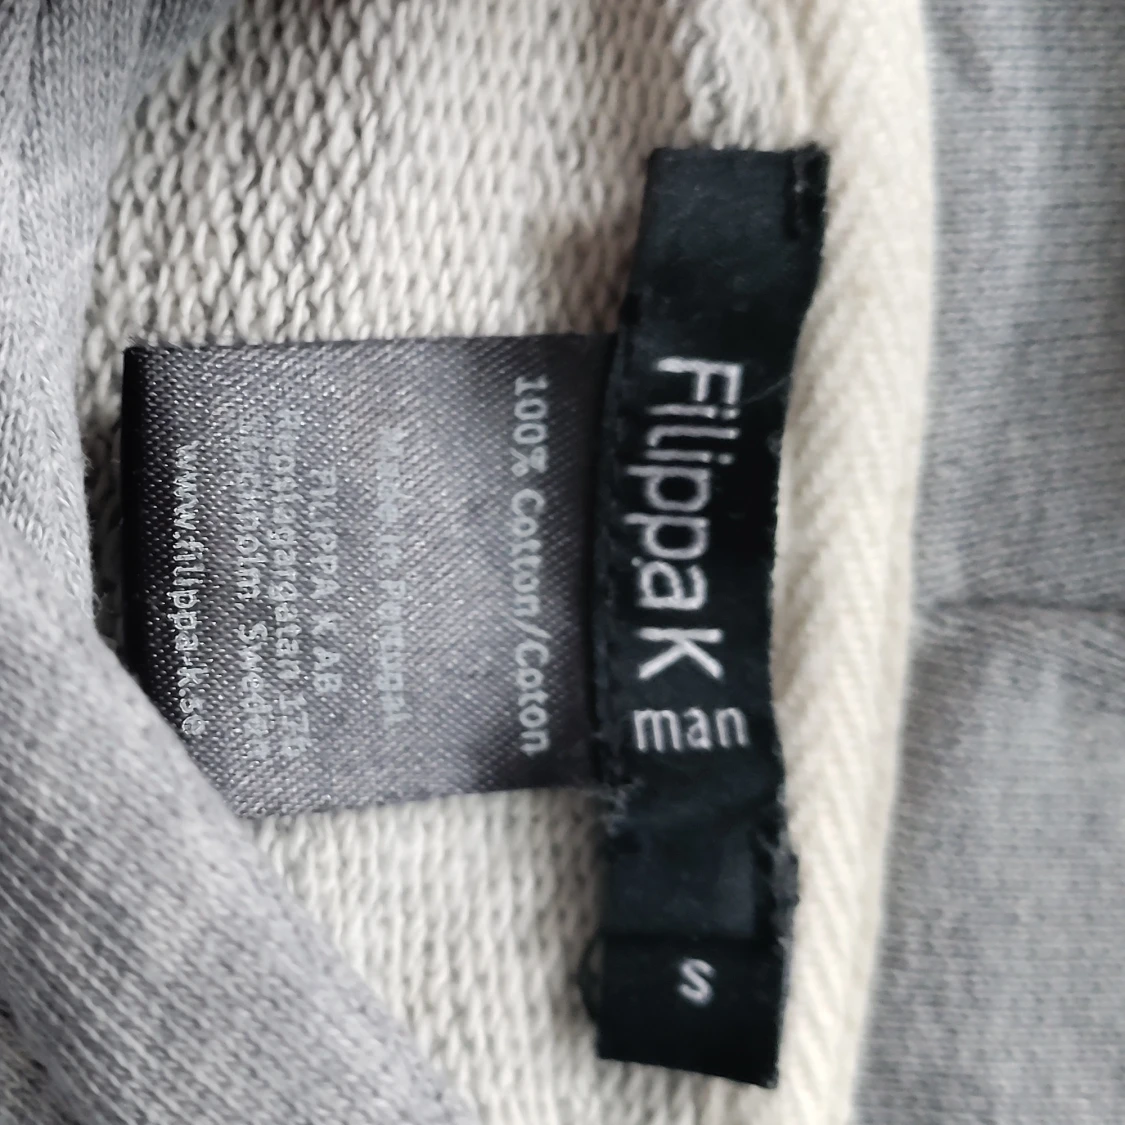 Filippa K
man
S
100% Cotton/Coton
Made in Portugal
FILIPPA K AB
Stockholm Sweden
www.filippa-k.se